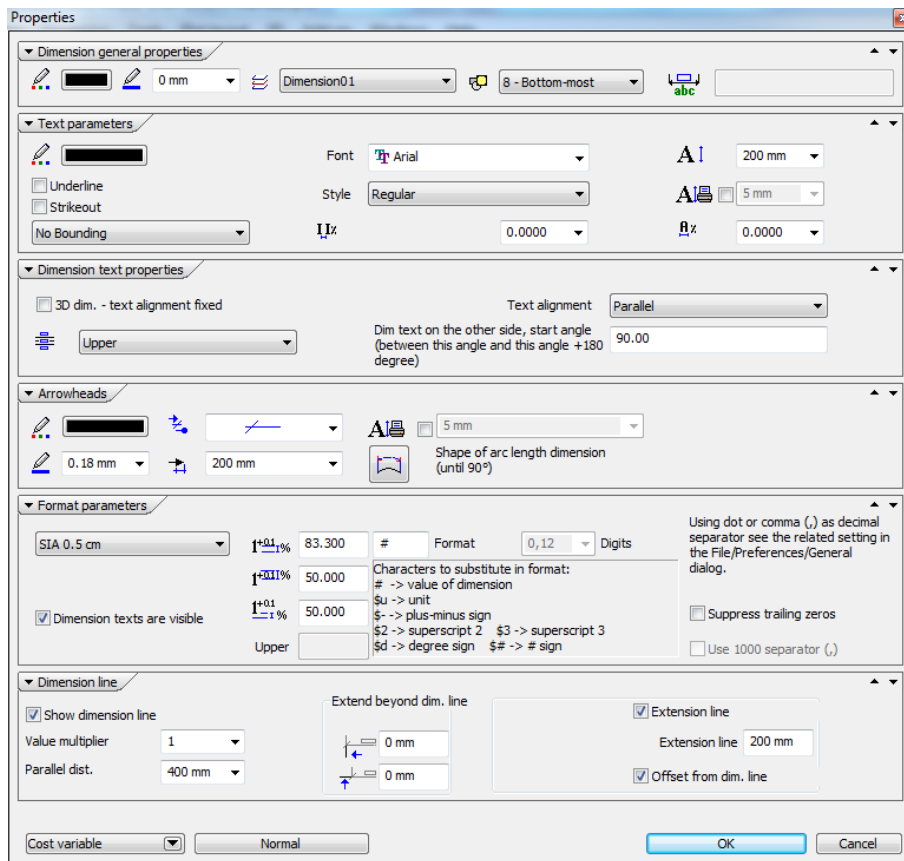 Properties
Dimension general properties
0 mm
Dimension01
8 - Bottom-most
abc
Text parameters
Font
Arial
200 mm
Underline
Strikeout
Style
Regular
5 mm
No Bounding
0.0000
0.0000
Dimension text properties
3D dim. - text alignment fixed
Text alignment
Parallel
Upper
Dim text on the other side, start angle
(between this angle and this angle +180
degree)
90.00
Arrowheads
5 mm
0.18 mm
200 mm
Shape of arc length dimension
(until 90°)
Format parameters
SIA 0.5 cm
83.300
#
Format
0,12
Digits
Using dot or comma (,) as decimal
separator see the related setting in
the File/Preferences/General
dialog.
50.000
Characters to substitute in format:
# -> value of dimension
$u -> unit
$- -> plus-minus sign
$2 -> superscript 2 $3 -> superscript 3
$d -> degree sign $# -> # sign
Dimension texts are visible
50.000
Suppress trailing zeros
Upper
Use 1000 separator (,)
Dimension line
Show dimension line
Extend beyond dim. line
Extension line
Value multiplier
1
0 mm
Extension line
200 mm
Parallel dist.
400 mm
0 mm
Offset from dim. line
Cost variable
Normal
OK
Cancel